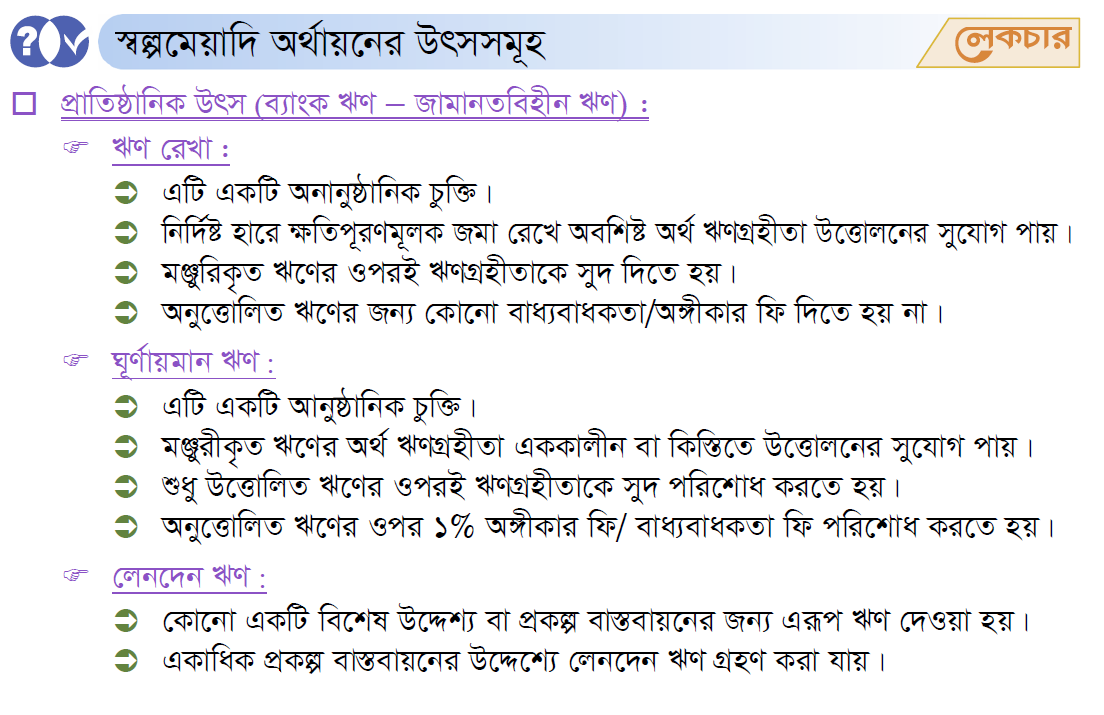 স্বল্পমেয়াদি অর্থায়নের উৎসসমূহ
লেকচার
প্রাতিষ্ঠানিক উৎস (ব্যাংক ঋণ – জামানতবিহীন ঋণ) :
ঋণ রেখা :
এটি একটি অনানুষ্ঠানিক চুক্তি।
নির্দিষ্ট হারে ক্ষতিপূরণমূলক জমা রেখে অবশিষ্ট অর্থ ঋণগ্রহীতা উত্তোলনের সুযোগ পায়।
মঞ্জুরিকৃত ঋণের ওপরই ঋণগ্রহীতাকে সুদ দিতে হয়।
অনুত্তোলিত ঋণের জন্য কোনো বাধ্যবাধকতা/অঙ্গীকার ফি দিতে হয় না।
ঘূর্ণায়মান ঋণ :
এটি একটি আনুষ্ঠানিক চুক্তি।
মঞ্জুরীকৃত ঋণের অর্থ ঋণগ্রহীতা এককালীন বা কিস্তিতে উত্তোলনের সুযোগ পায়।
শুধু উত্তোলিত ঋণের ওপরই ঋণগ্রহীতাকে সুদ পরিশোধ করতে হয়।
অনুত্তোলিত ঋণের ওপর ১% অঙ্গীকার ফি/ বাধ্যবাধকতা ফি পরিশোধ করতে হয়।
লেনদেন ঋণ :
কোনো একটি বিশেষ উদ্দেশ্য বা প্রকল্প বাস্তবায়নের জন্য এরূপ ঋণ দেওয়া হয়।
একাধিক প্রকল্প বাস্তবায়নের উদ্দেশ্যে লেনদেন ঋণ গ্রহণ করা যায়।